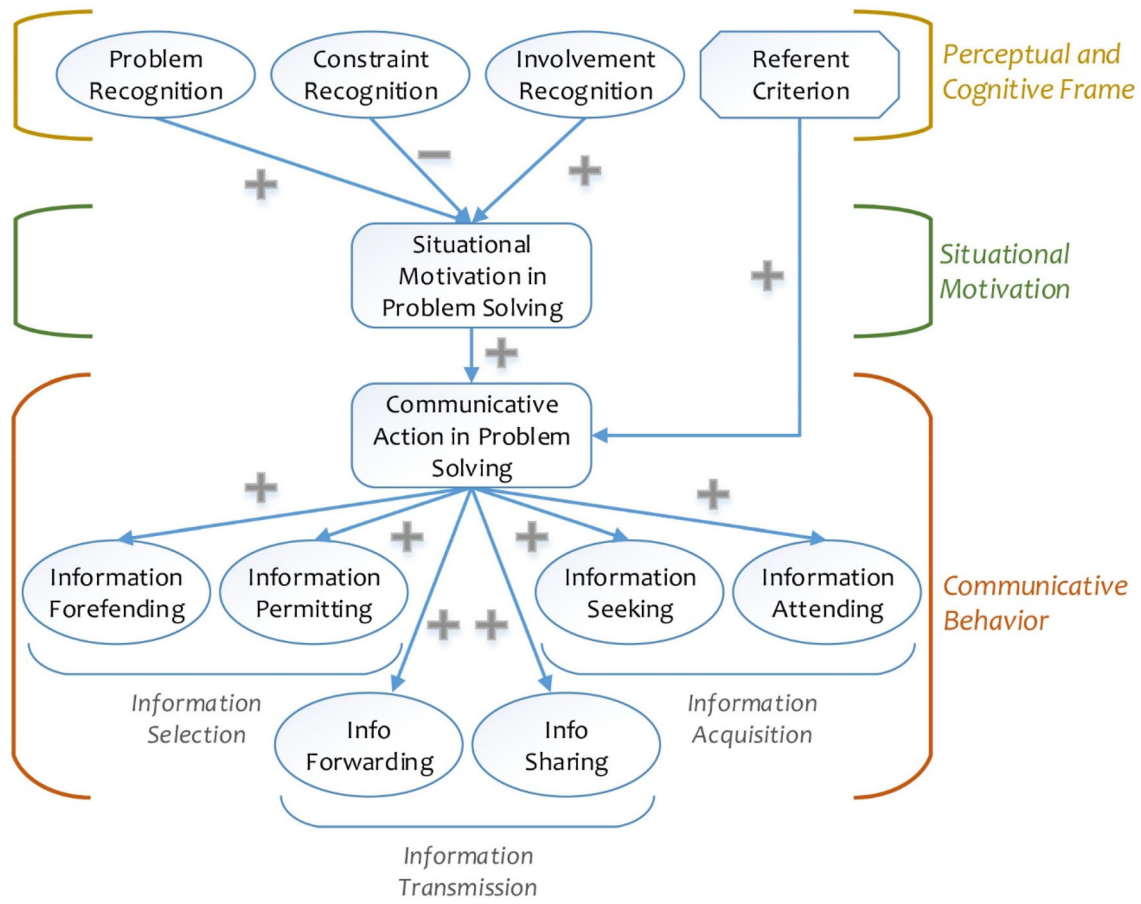 Problem
Recognition
Constraint
Recognition
Involvement
Recognition
Referent
Criterion
Perceptual and
Cognitive Frame
Situational
Motivation in
Problem Solving
Situational
Motivation
Communicative
Action in Problem
Solving
Information
Forefending
Information
Permitting
Information
Seeking
Information
Attending
Communicative
Behavior
Information
Selection
Info
Forwarding
Info
Sharing
Information
Acquisition
Information
Transmission